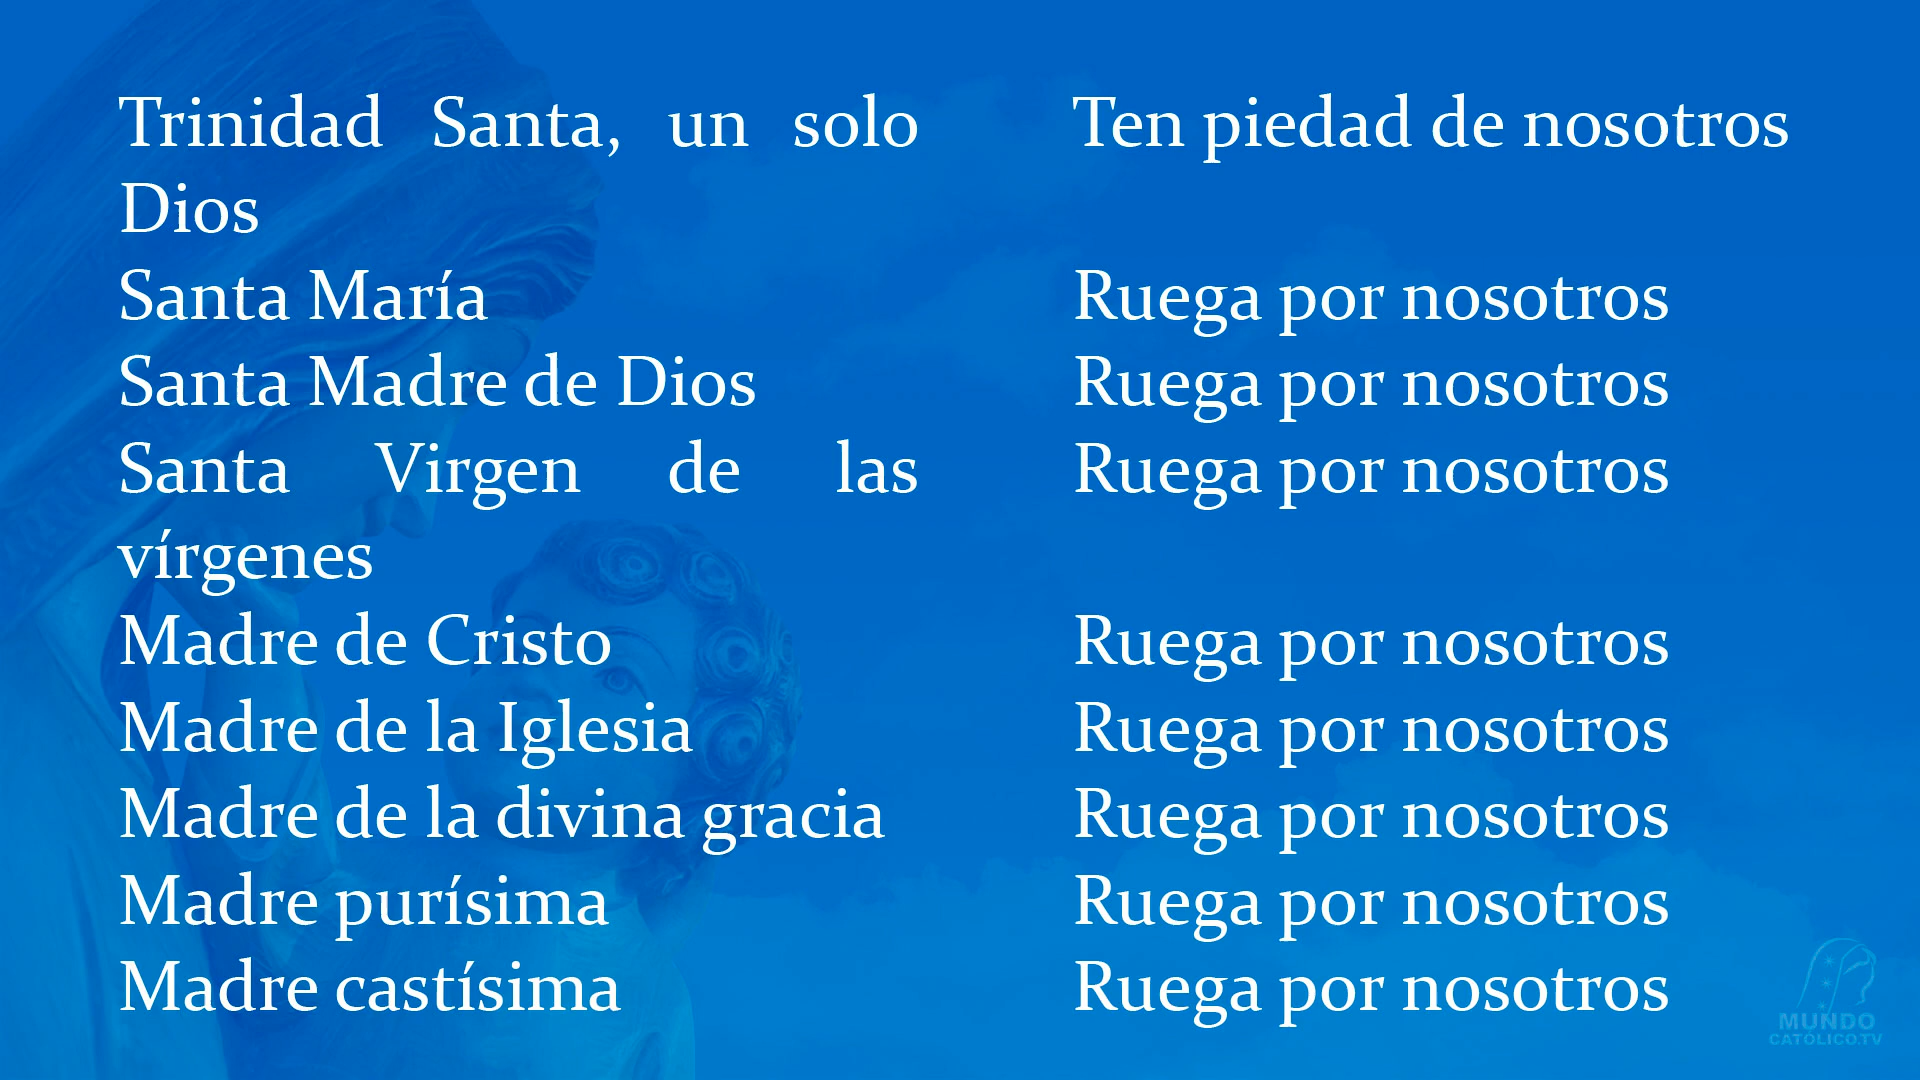 Trinidad Santa, un solo Dios Ten piedad de nosotros
Santa María Ruega por nosotros
Santa Madre de Dios Ruega por nosotros
Santa Virgen de las vírgenes Ruega por nosotros
Madre de Cristo Ruega por nosotros
Madre de la Iglesia Ruega por nosotros
Madre de la divina gracia Ruega por nosotros
Madre purísima Ruega por nosotros
Madre castísima Ruega por nosotros
MUNDO
CATÓLICO.TV